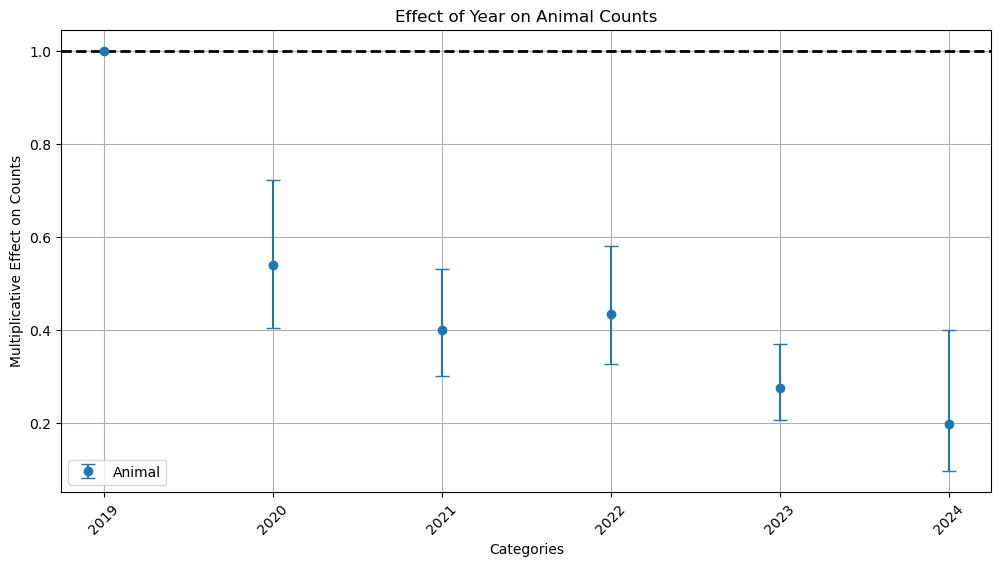 Effect of Year on Animal Counts
Multiplicative Effect on Counts
1.0
0.8
0.6
0.4
0.2
Animal
2019
2020
2021
2022
2023
2024
Categories